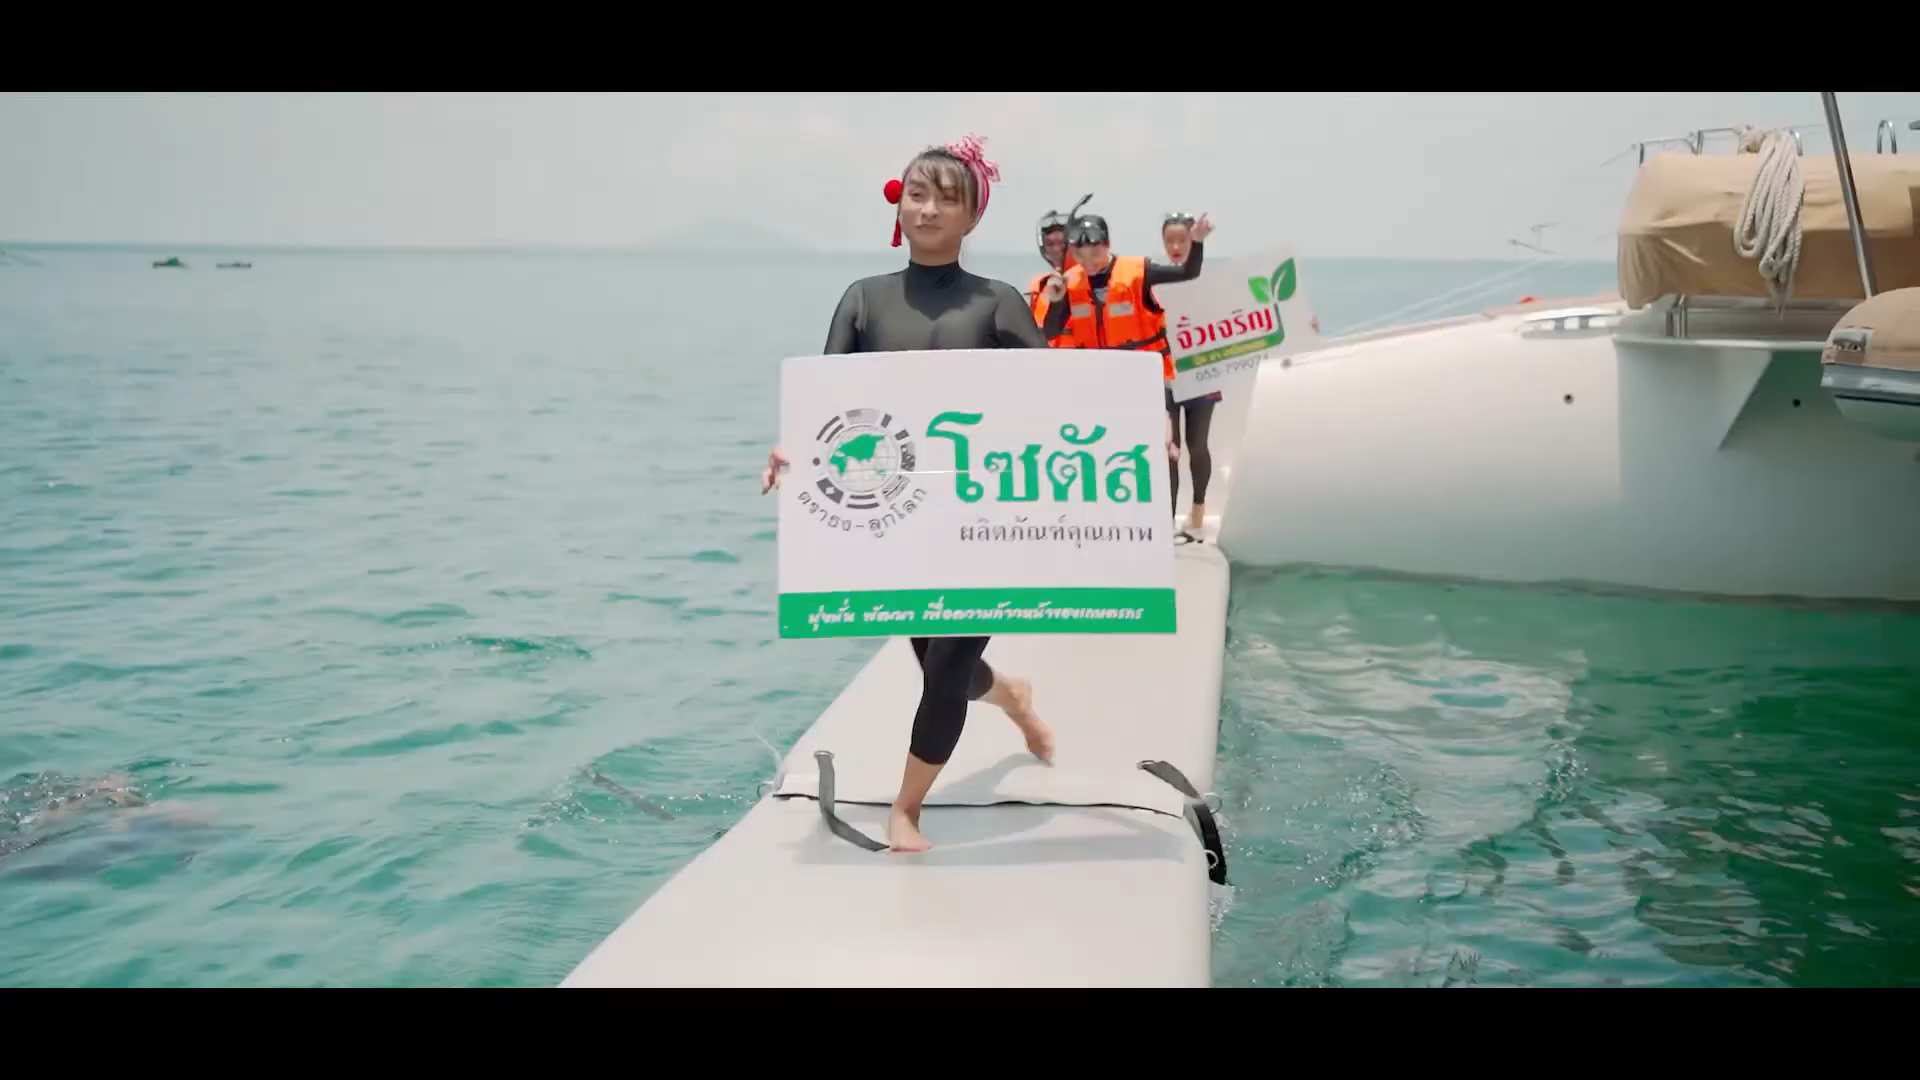 โซตัส
ตราธง-ลูกโลก
ผลิตภัณฑ์คุณภาพ
มุ่งมั่น พัฒนา เพื่อความก้าวหน้าของเกษตรกร
จิ้วเจริญ